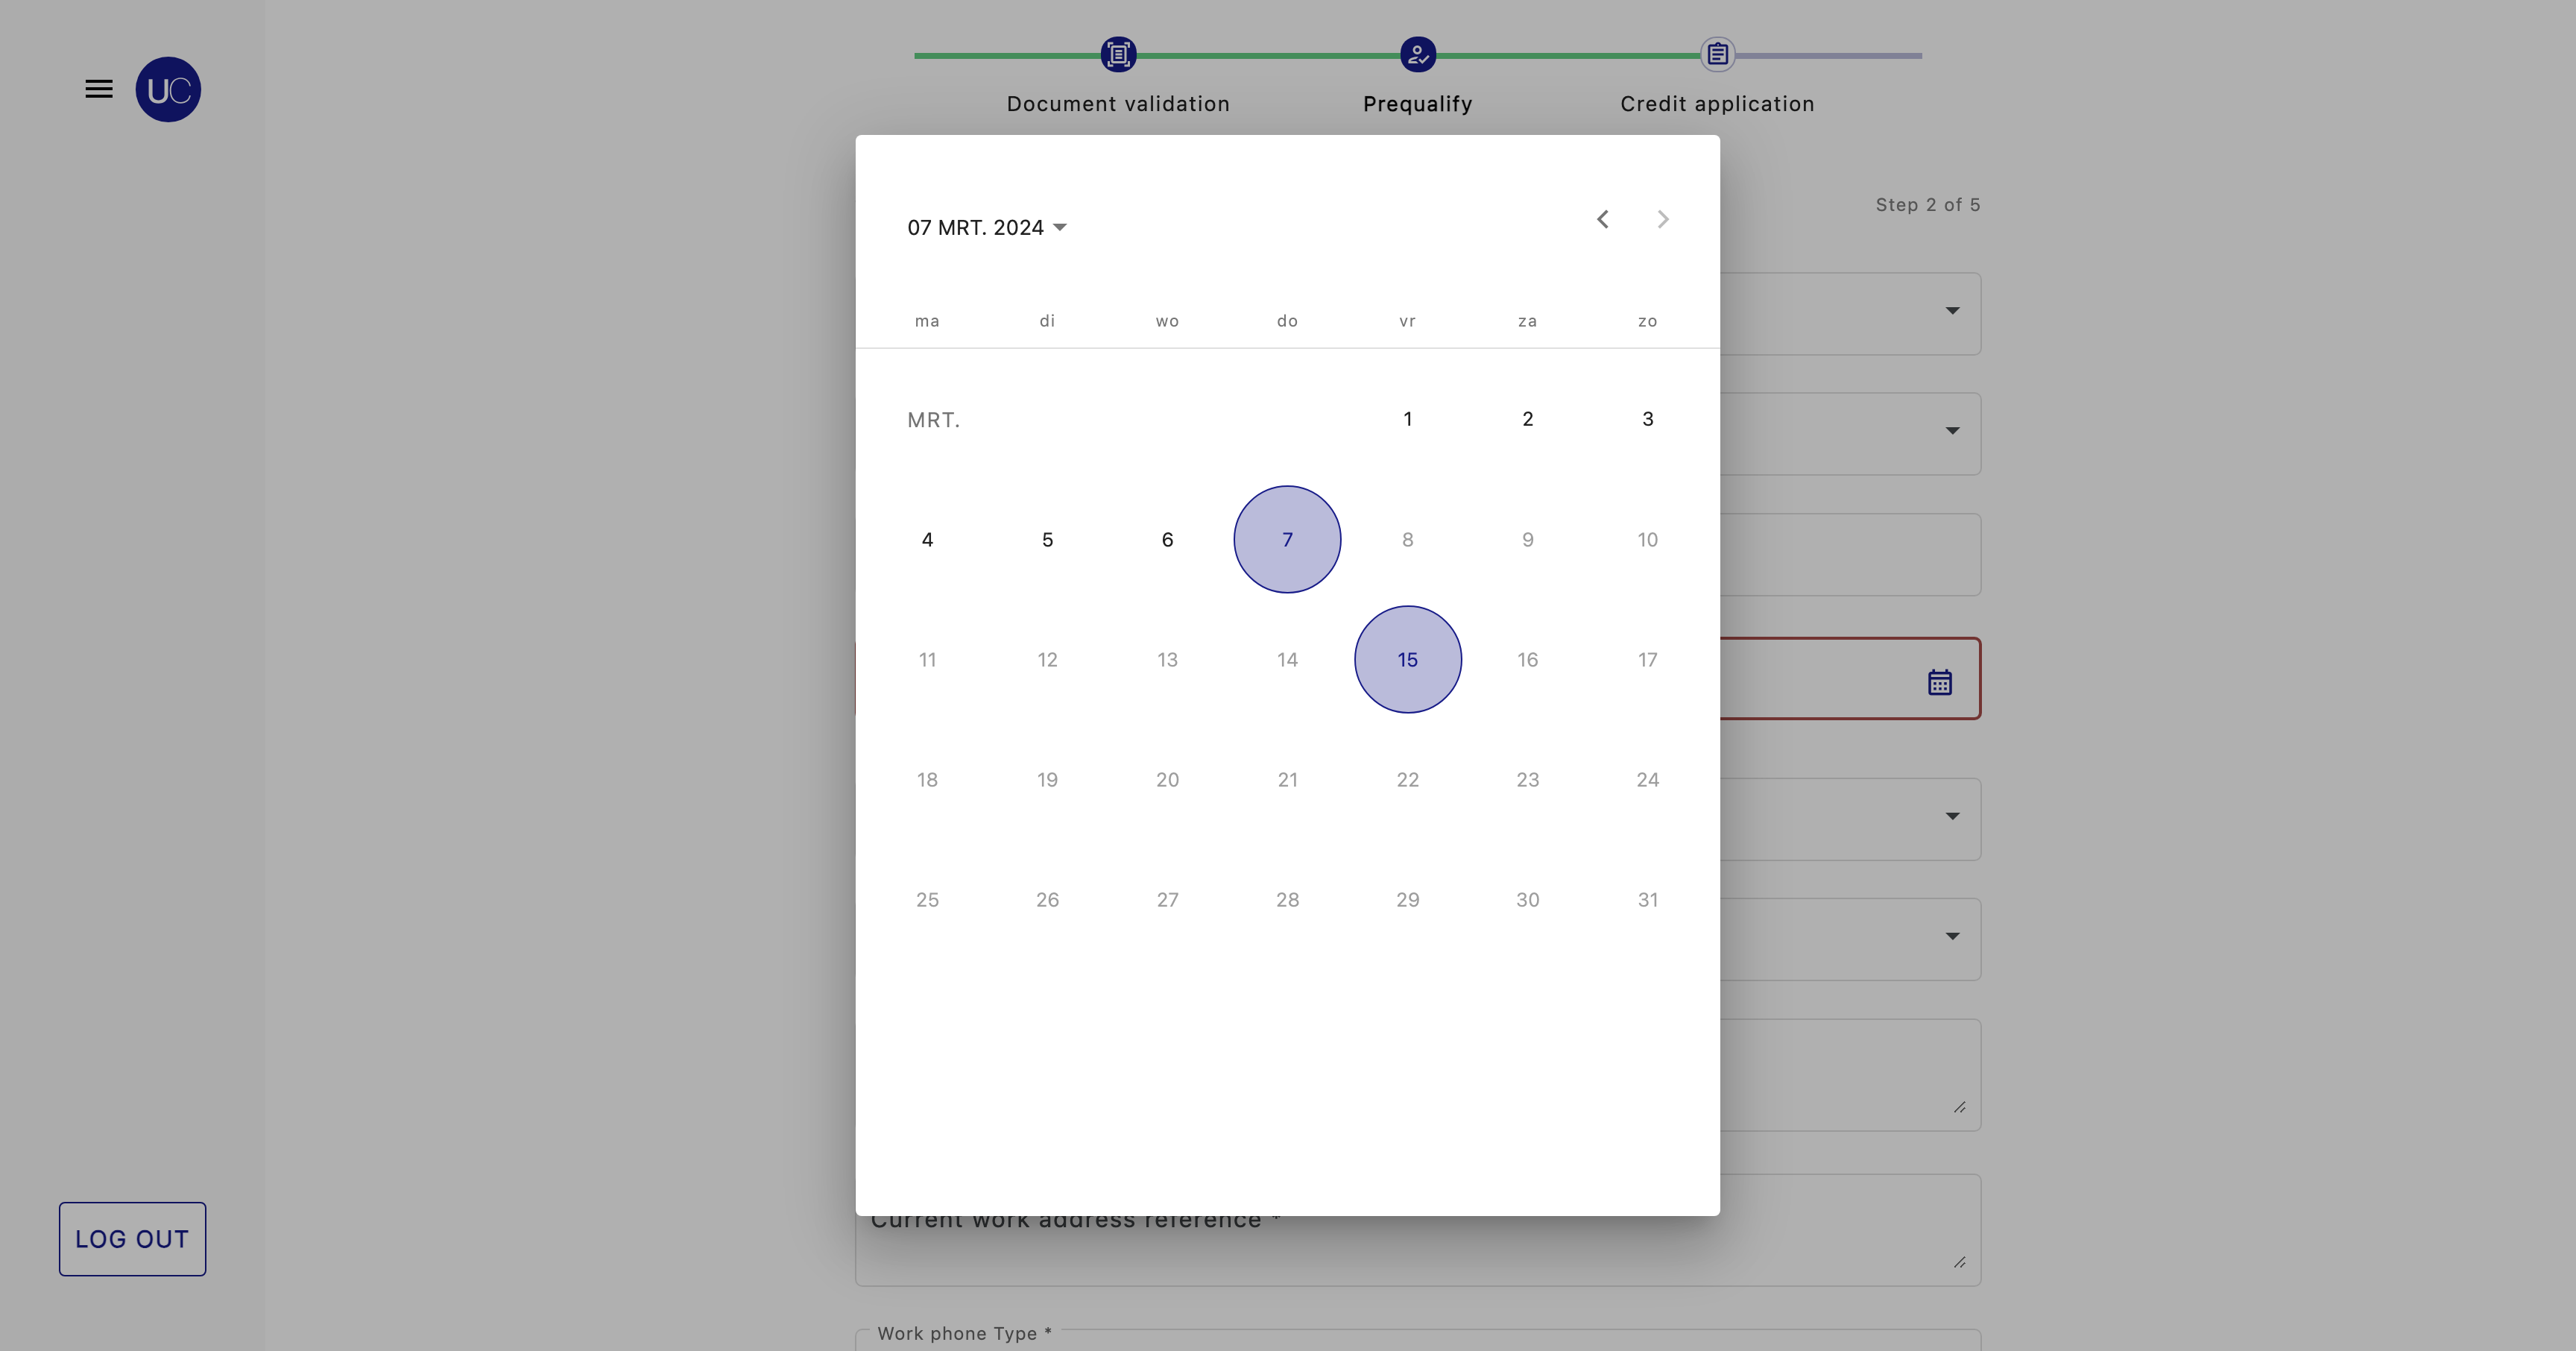 UC
Document validation
Prequalify
Credit application
Step 2 of 5
07 MRT. 2024
ma di wo do vr za zo
MRT. 1 2 3
4 5 6 7 8 9 10
11 12 13 14 15 16 17
18 19 20 21 22 23 24
25 26 27 28 29 30 31
Current work address reference *
LOG OUT
Work phone Type *